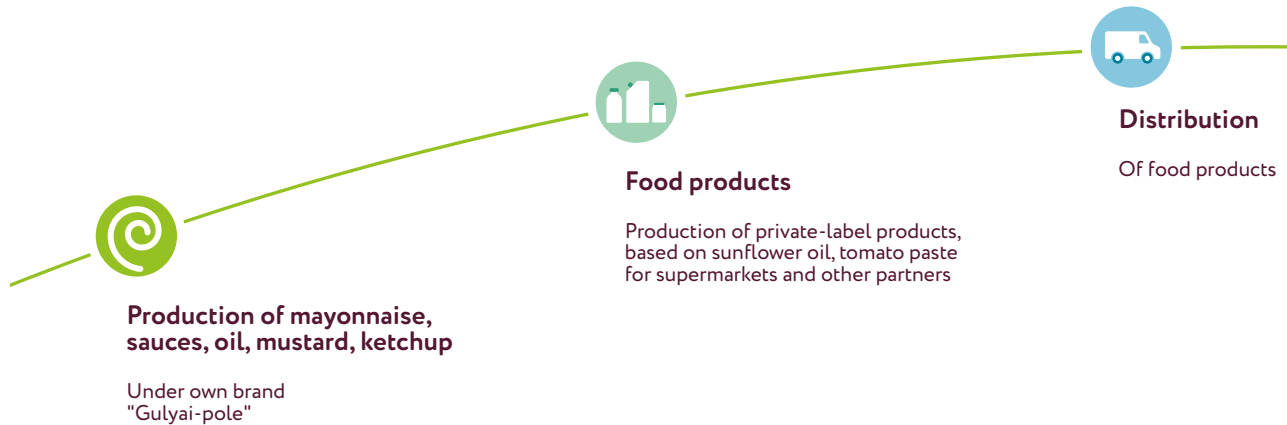 Production of mayonnaise,
sauces, oil, mustard, ketchup
Under own brand
"Gulyai-pole"
Food products
Production of private-label products,
based on sunflower oil, tomato paste
for supermarkets and other partners
Distribution
Of food products